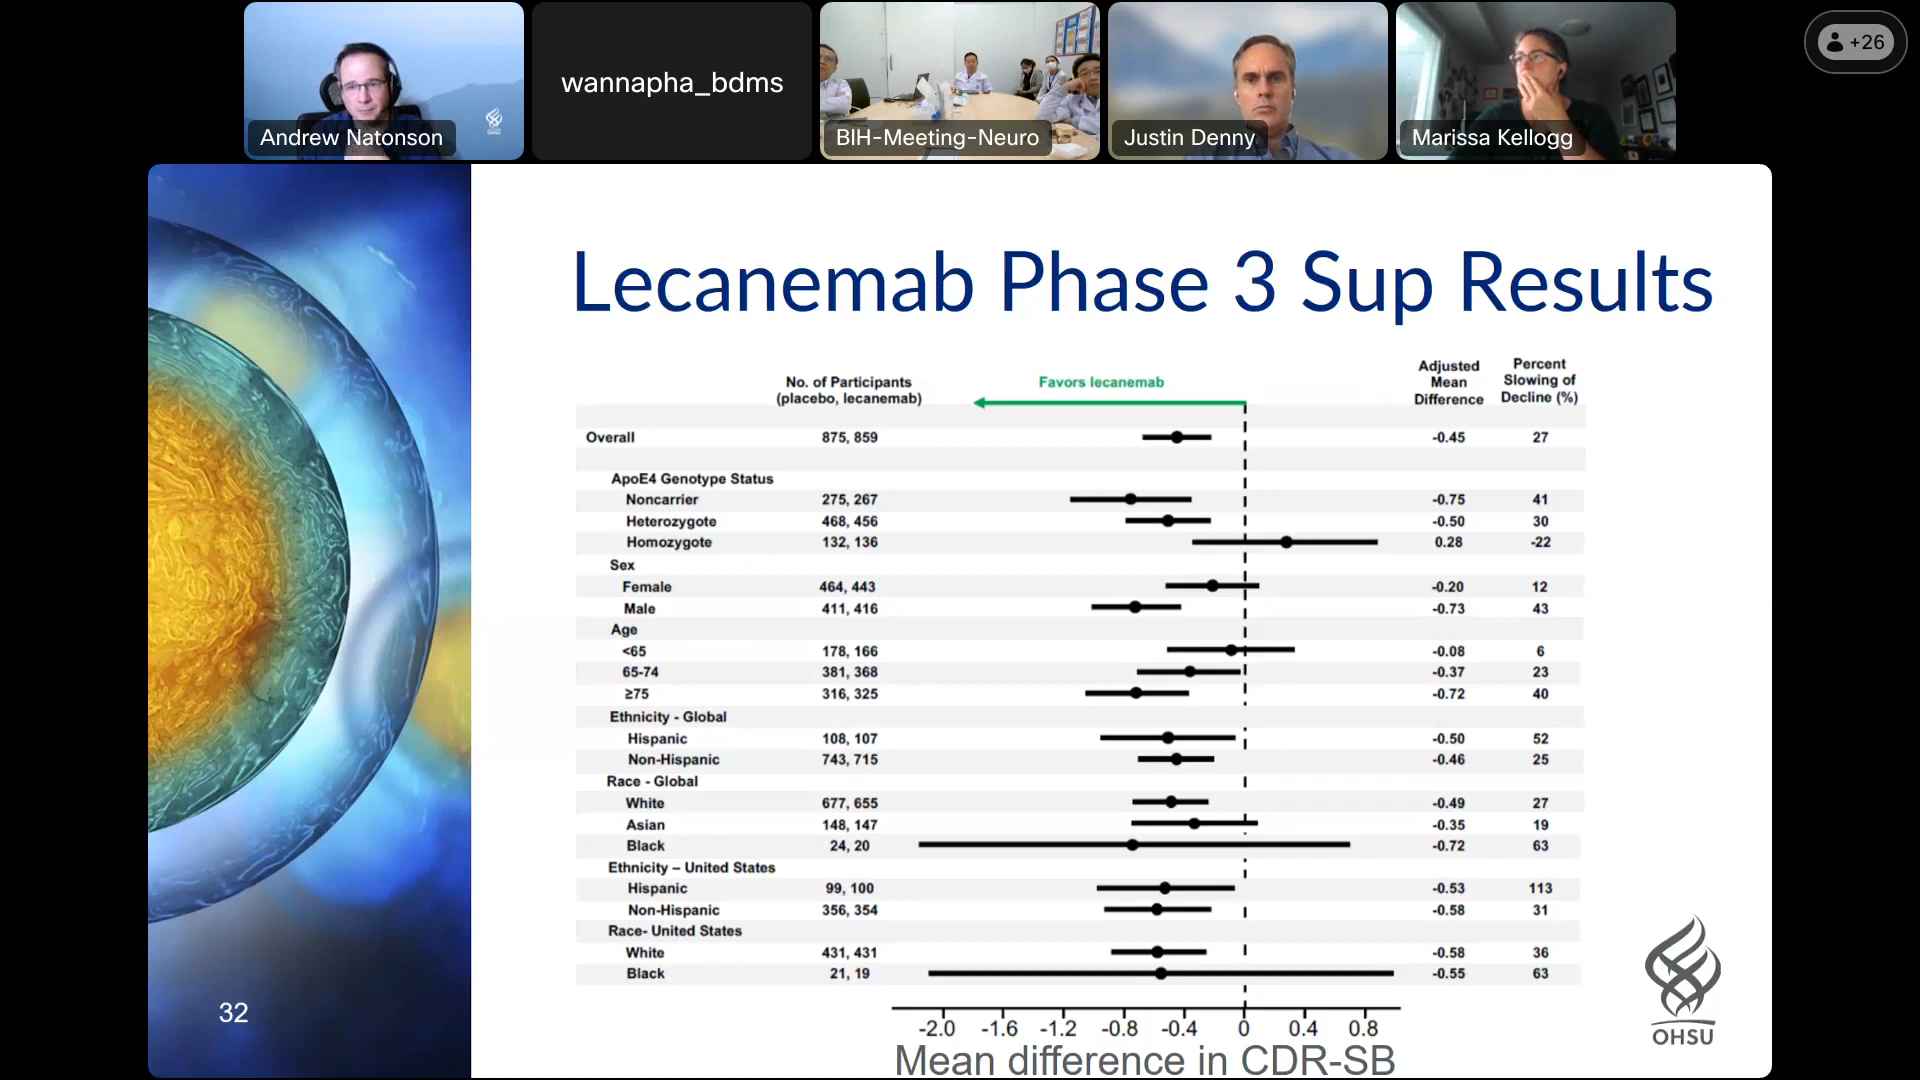 Andrew Natonson
wannapha_bdms
BIH-Meeting-Neuro
Justin Denny
Marissa Kellogg
+26
OHSU
Lecanemab Phase 3 Sup Results
No. of Participants
(placebo, lecanemab)
Favors lecanemab
Adjusted
Mean
Difference
Percent
Slowing of
Decline (%)
Overall 875, 859 -0.45 27
ApoE4 Genotype Status
Noncarrier 275, 267 -0.75 41
Heterozygote 468, 456 -0.50 30
Homozygote 132, 136 0.28 -22
Sex
Female 464, 443 -0.20 12
Male 411, 416 -0.73 43
Age
<65 178, 166 -0.08 6
65-74 381, 368 -0.37 23
≥75 316, 325 -0.72 40
Ethnicity - Global
Hispanic 108, 107 -0.50 52
Non-Hispanic 743, 715 -0.46 25
Race - Global
White 677, 655 -0.49 27
Asian 148, 147 -0.35 19
Black 24, 20 -0.72 63
Ethnicity – United States
Hispanic 99, 100 -0.53 113
Non-Hispanic 356, 354 -0.58 31
Race- United States
White 431, 431 -0.58 36
Black 21, 19 -0.55 63
-2.0 -1.6 -1.2 -0.8 -0.4 0 0.4 0.8
Mean difference in CDR-SB
32
OHSU